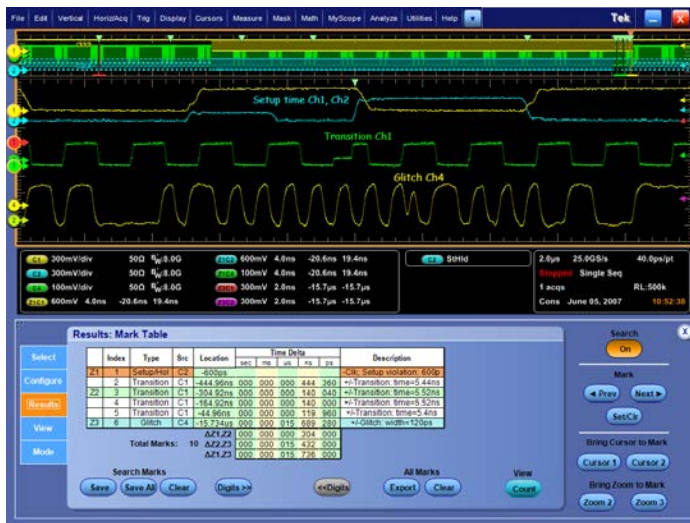 File Edit Vertical Horiz/Acq Trig Display Cursors Measure Mask Math MyScope Analyze Utilities Help Tek
Setup time Ch1, Ch2
Transition Ch1
Glitch Ch4
C1 300mV/div 50Ω 8.0G
C2 300mV/div 50Ω 8.0G
C4 100mV/div 50Ω 8.0G
Z1C1 600mV 4.0ns -20.6ns 19.4ns
Z1C2 600mV 4.0ns -20.6ns 19.4ns
Z1C4 100mV 4.0ns -20.6ns 19.4ns
300mV 2.0ns -15.7µs -15.7µs
300mV 2.0ns -15.7µs -15.7µs
C2 StHld
2.0µs 25.0GS/s 40.0ps/pt
Stopped Single Seq
1 acqs RL:500k
Cons June 05, 2007 10:52:38
Results: Mark Table
Select
Configure
Results
View
Mode
Index Type Src Location Time Delta Description
sec ms us ns ps
Z1 1 Setup/Hol C2 -600ps -Clk; Setup violation: 600p
2 Transition C1 -444.96ns 000 000 000 444 360 +/-Transition: time=5.44ns
Z2 3 Transition C1 -304.92ns 000 000 000 140 040 +/-Transition: time=5.52ns
4 Transition C1 -164.92ns 000 000 000 140 000 +/-Transition: time=5.52ns
5 Transition C1 -44.96ns 000 000 000 119 960 +/-Transition: time=5.4ns
Z3 6 Glitch C4 -15.734us 000 000 015 689 280 +/-Glitch: width=120ps
Total Marks: 10
ΔZ1,Z2 000 000 000 304 000
ΔZ2,Z3 000 000 015 432 000
ΔZ1,Z3 000 000 015 736 000
Search Marks
Save Save All Clear
Digits >>
<<Digits
All Marks
Export Clear
View
Count
Search
On
Mark
Prev Next
Set/Clr
Bring Cursor to Mark
Cursor 1 Cursor 2
Bring Zoom to Mark
Zoom 2 Zoom 3
X